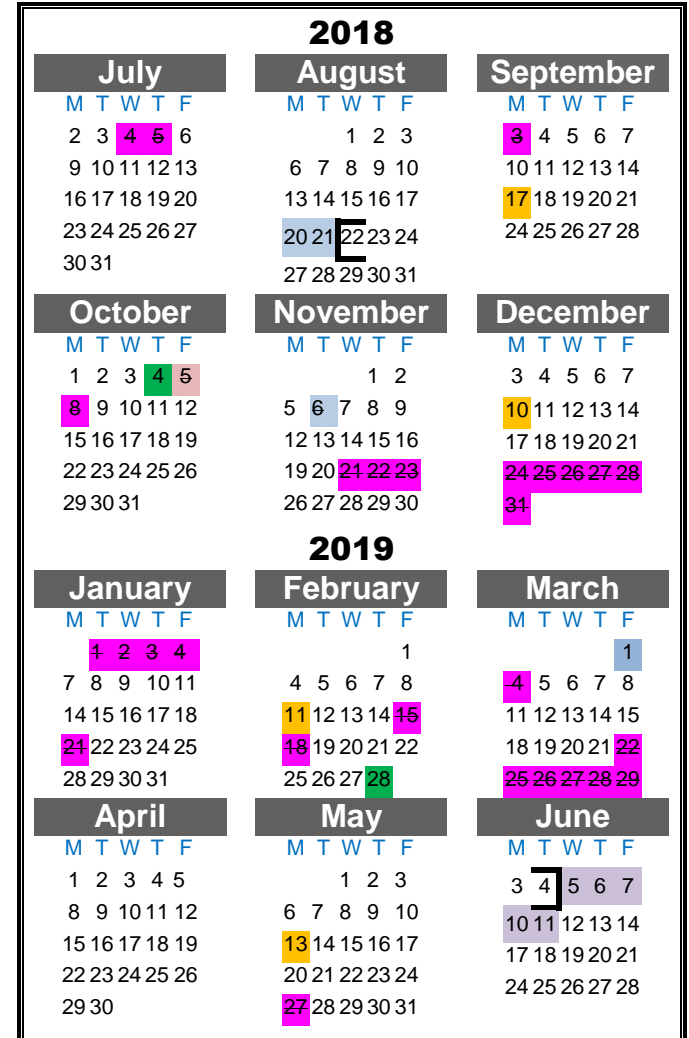 2018
July August September
M T W T F M T W T F M T W T F
2 3 4 5 6 1 2 3 3 4 5 6 7
9 10 11 12 13 6 7 8 9 10 10 11 12 13 14
16 17 18 19 20 13 14 15 16 17 17 18 19 20 21
23 24 25 26 27 20 21 22 23 24 24 25 26 27 28
30 31 27 28 29 30 31
October November December
M T W T F M T W T F M T W T F
1 2 3 4 5 1 2 3 4 5 6 7
8 9 10 11 12 5 6 7 8 9 10 11 12 13 14
15 16 17 18 19 12 13 14 15 16 17 18 19 20 21
22 23 24 25 26 19 20 21 22 23 24 25 26 27 28
29 30 31 26 27 28 29 30 31
2019
January February March
M T W T F M T W T F M T W T F
1 2 3 4 1 1
7 8 9 10 11 4 5 6 7 8 4 5 6 7 8
14 15 16 17 18 11 12 13 14 15 11 12 13 14 15
21 22 23 24 25 18 19 20 21 22 18 19 20 21 22
28 29 30 31 25 26 27 28 25 26 27 28 29
April May June
M T W T F M T W T F M T W T F
1 2 3 4 5 1 2 3 3 4 5 6 7
8 9 10 11 12 6 7 8 9 10 10 11 12 13 14
15 16 17 18 19 13 14 15 16 17 17 18 19 20 21
22 23 24 25 26 20 21 22 23 24 24 25 26 27 28
29 30 27 28 29 30 31